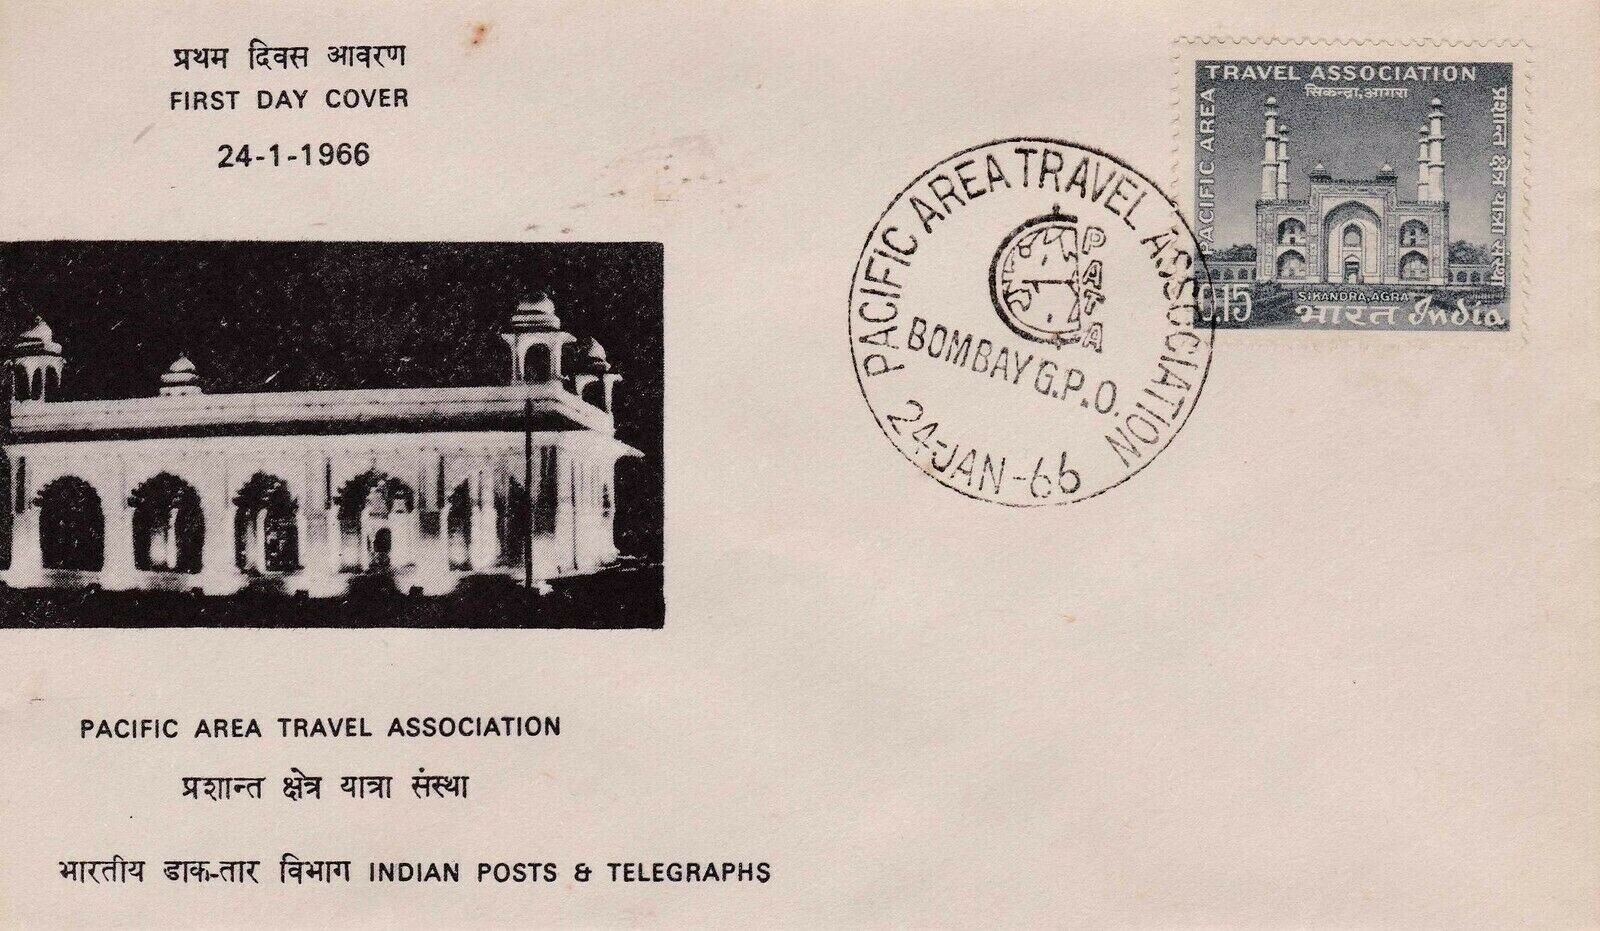 प्रथम दिवस आवरण
FIRST DAY COVER
24-1-1966
PACIFIC AREA TRAVEL ASSOCIATION
प्रशान्त क्षेत्र यात्रा संस्था
भारतीय डाक-तार विभाग INDIAN POSTS & TELEGRAPHS
PACIFIC AREA TRAVEL ASSOCIATION
PATA
BOMBAY G.P.O.
24-JAN-66
PACIFIC AREA
TRAVEL ASSOCIATION
सिकन्द्रा, आगरा
प्रशान्त क्षेत्र यात्रा संस्था
SIKANDRA, AGRA
0.15
भारत India